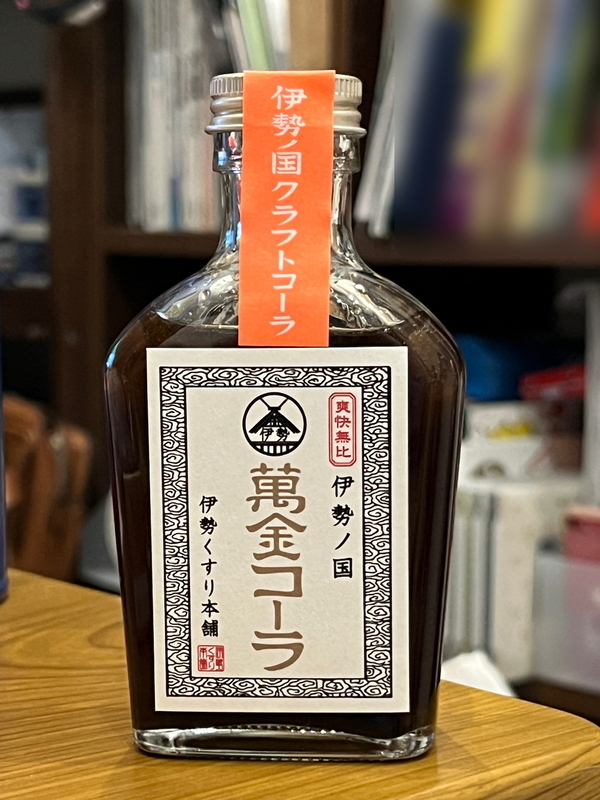 伊勢ノ国クラフトコーラ
伊勢
爽快無比
伊勢ノ国
萬金コーラ
伊勢くすり本舗